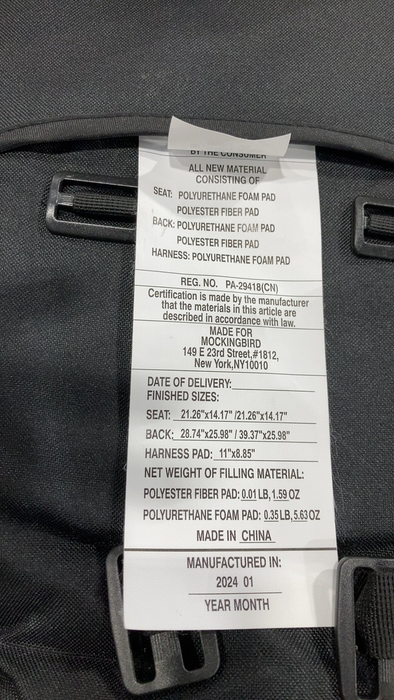 BY THE CONSUMER
ALL NEW MATERIAL
CONSISTING OF
SEAT: POLYURETHANE FOAM PAD
POLYESTER FIBER PAD
BACK: POLYURETHANE FOAM PAD
POLYESTER FIBER PAD
HARNESS: POLYURETHANE FOAM PAD
REG. NO. PA-29418(CN)
Certification is made by the manufacturer
that the materials in this article are
described in accordance with law.
MADE FOR
MOCKINGBIRD
149 E 23rd Street,#1812,
New York,NY10010
DATE OF DELIVERY:
FINISHED SIZES:
SEAT: 21.26"x14.17" /21.26"x14.17"
BACK: 28.74"x25.98" / 39.37"x25.98"
HARNESS PAD: 11"x8.85"
NET WEIGHT OF FILLING MATERIAL:
POLYESTER FIBER PAD: 0.01 LB, 1.59 OZ
POLYURETHANE FOAM PAD: 0.35 LB, 5.63 OZ
MADE IN CHINA
MANUFACTURED IN:
2024 01
YEAR MONTH